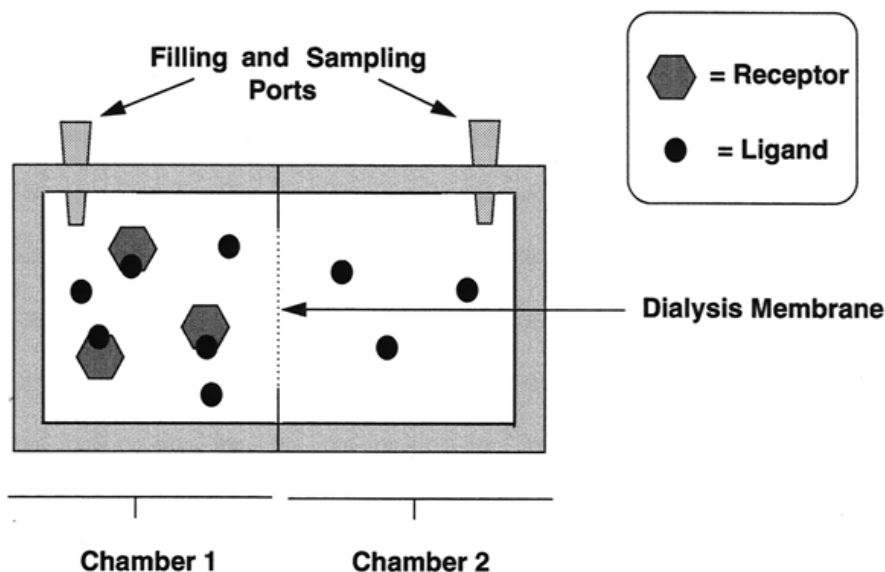 Filling and Sampling
Ports
= Receptor
= Ligand
Dialysis Membrane
Chamber 1
Chamber 2